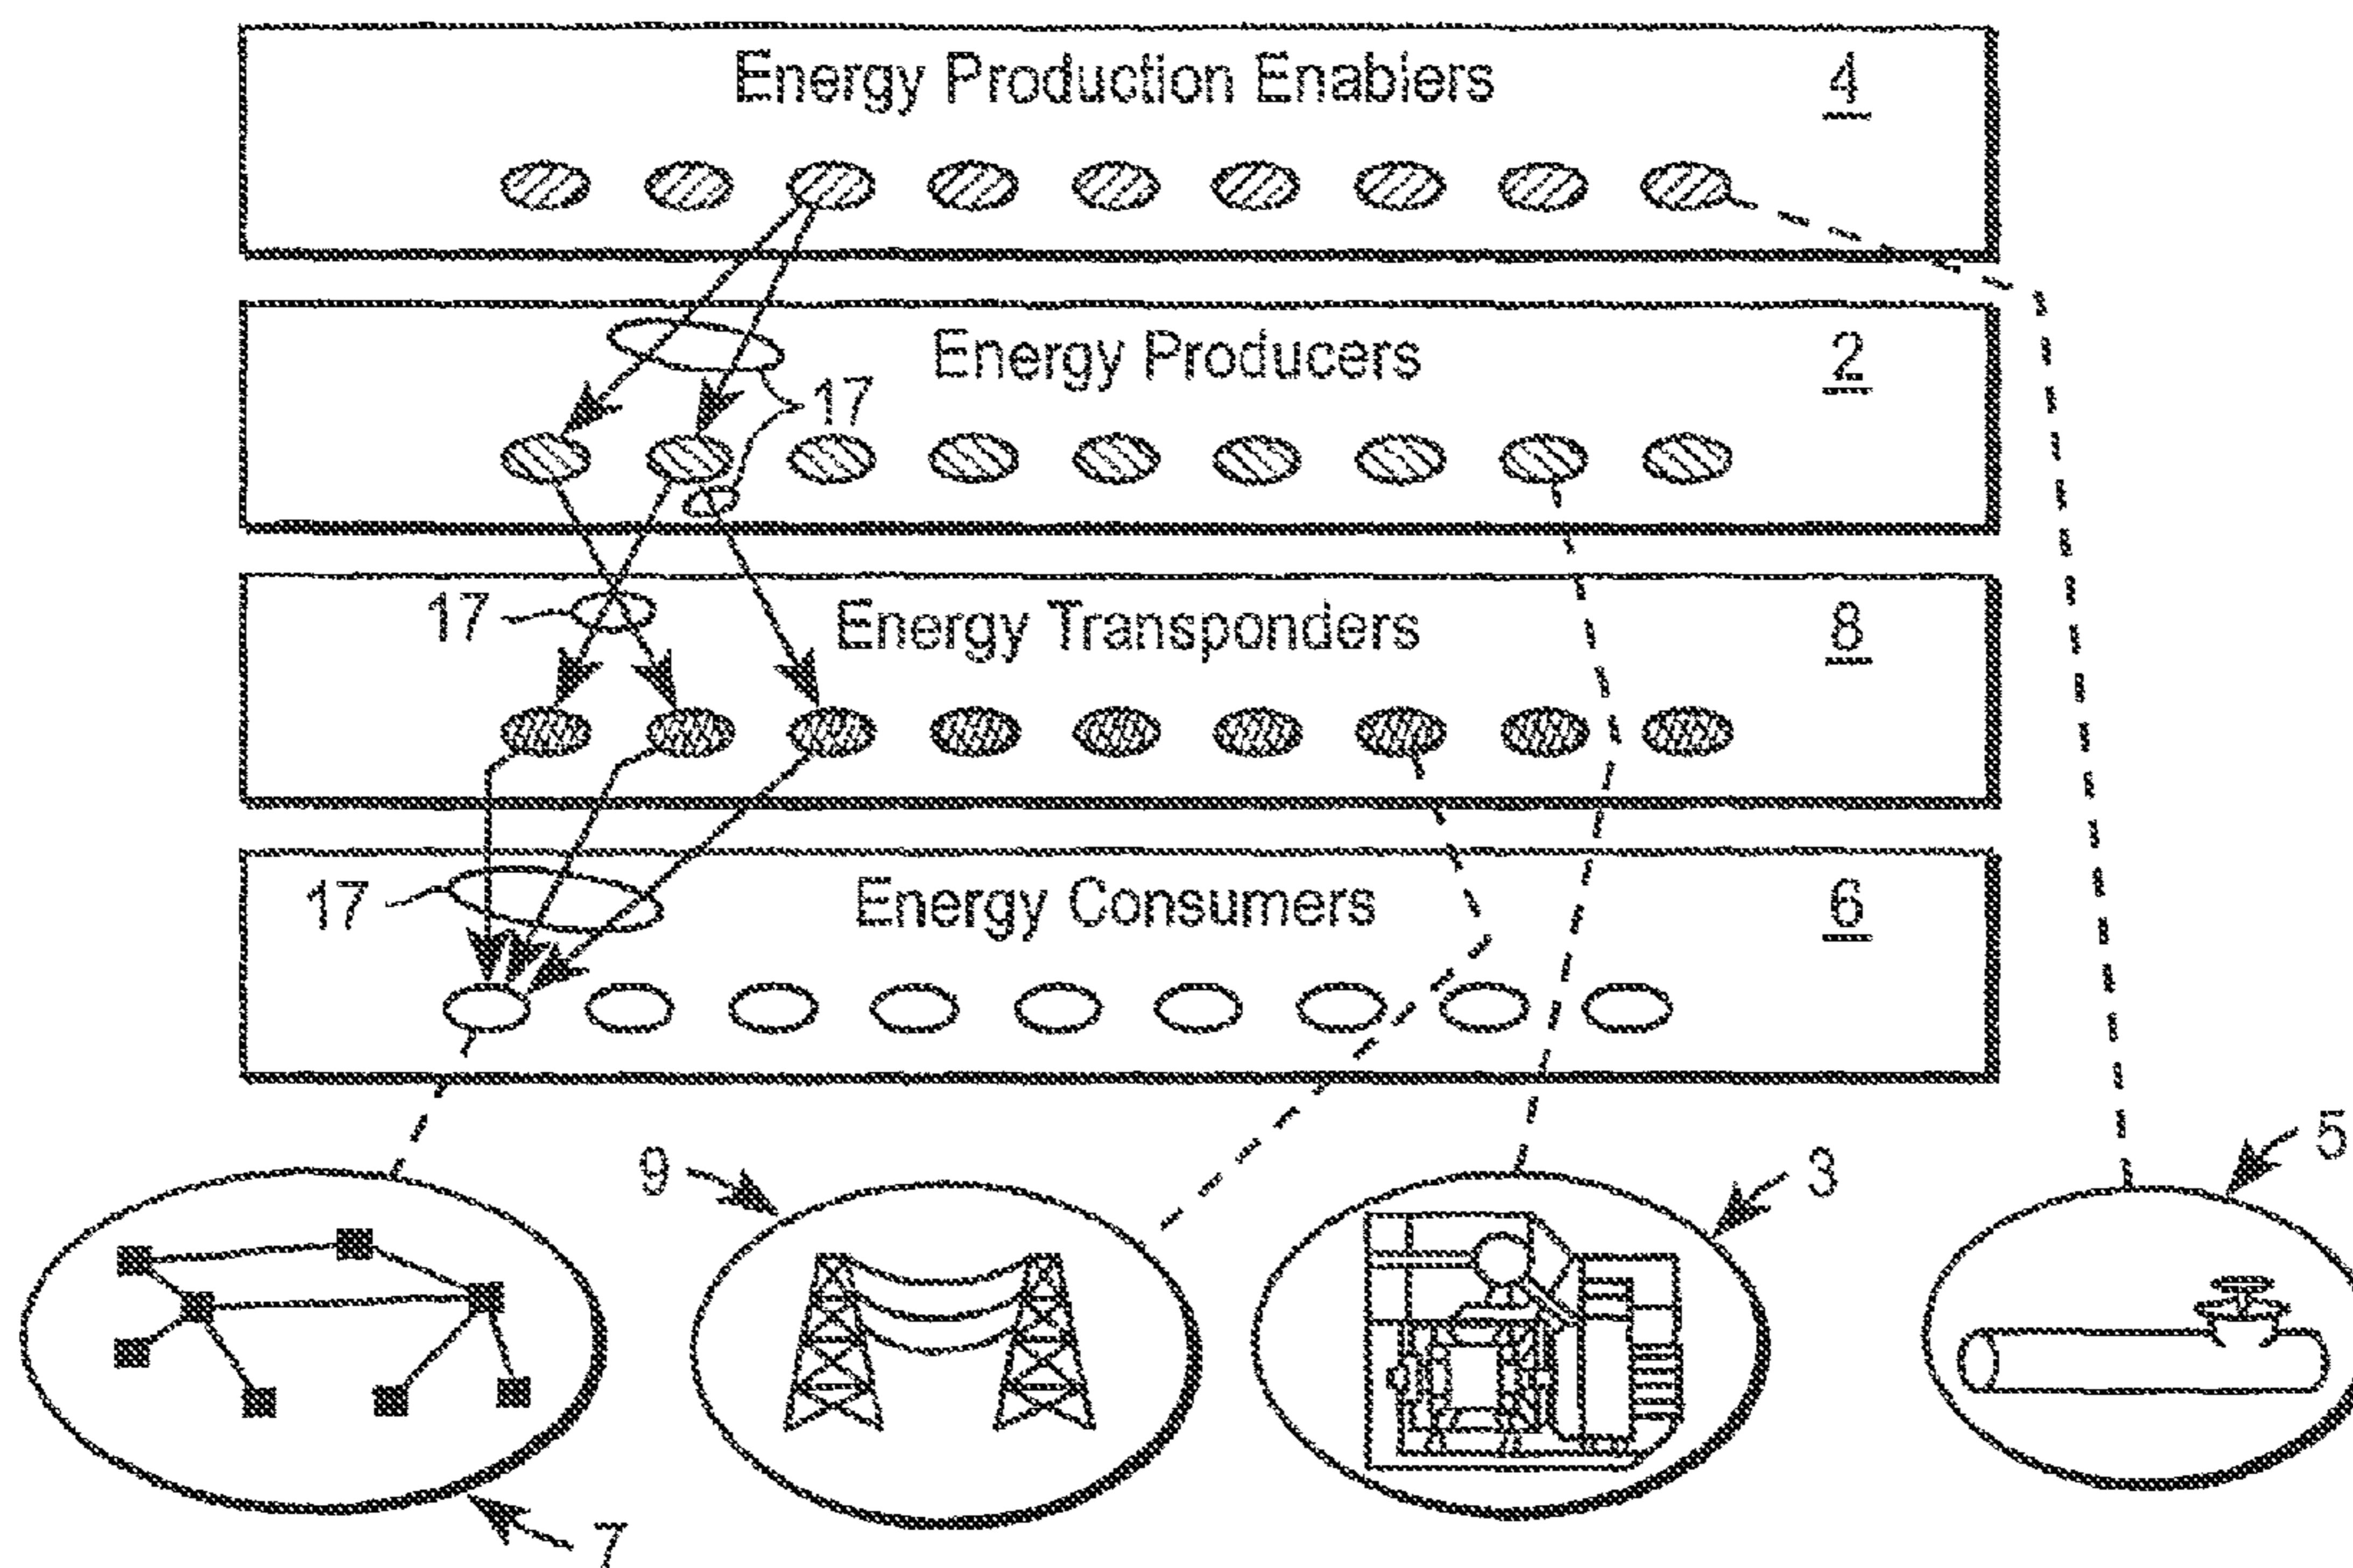 Energy Production Enablers 4
Energy Producers 2
17
Energy Transponders 8
17
Energy Consumers 6
17
9 3 5
7